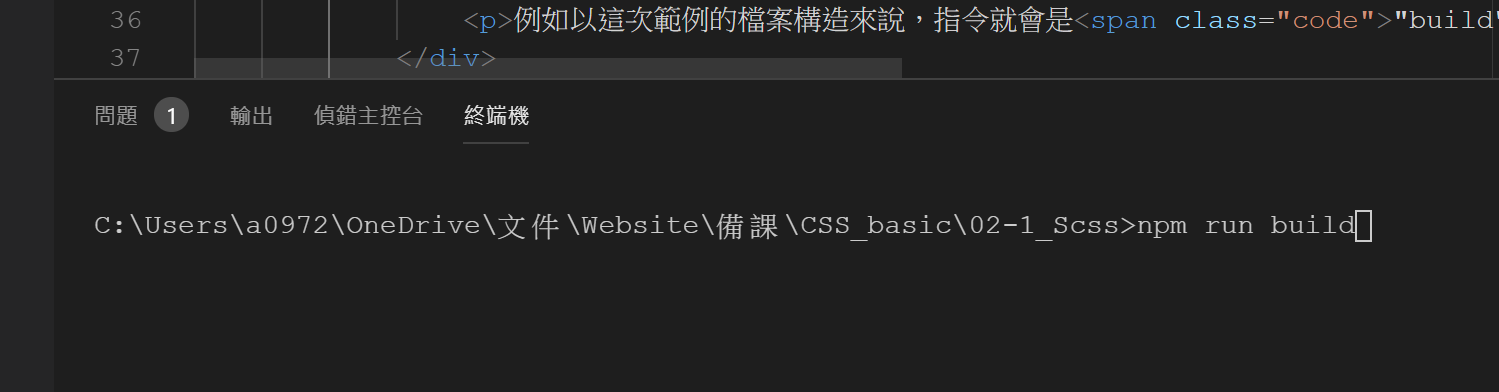 36 <p>例如以這次範例的檔案構造來說，指令就會是<span class="code">"build"
37 </div>
問題 1 輸出 偵錯主控台 終端機
C:\Users\a0972\OneDrive\文件\Website\備課\CSS_basic\02-1_Scss>npm run build